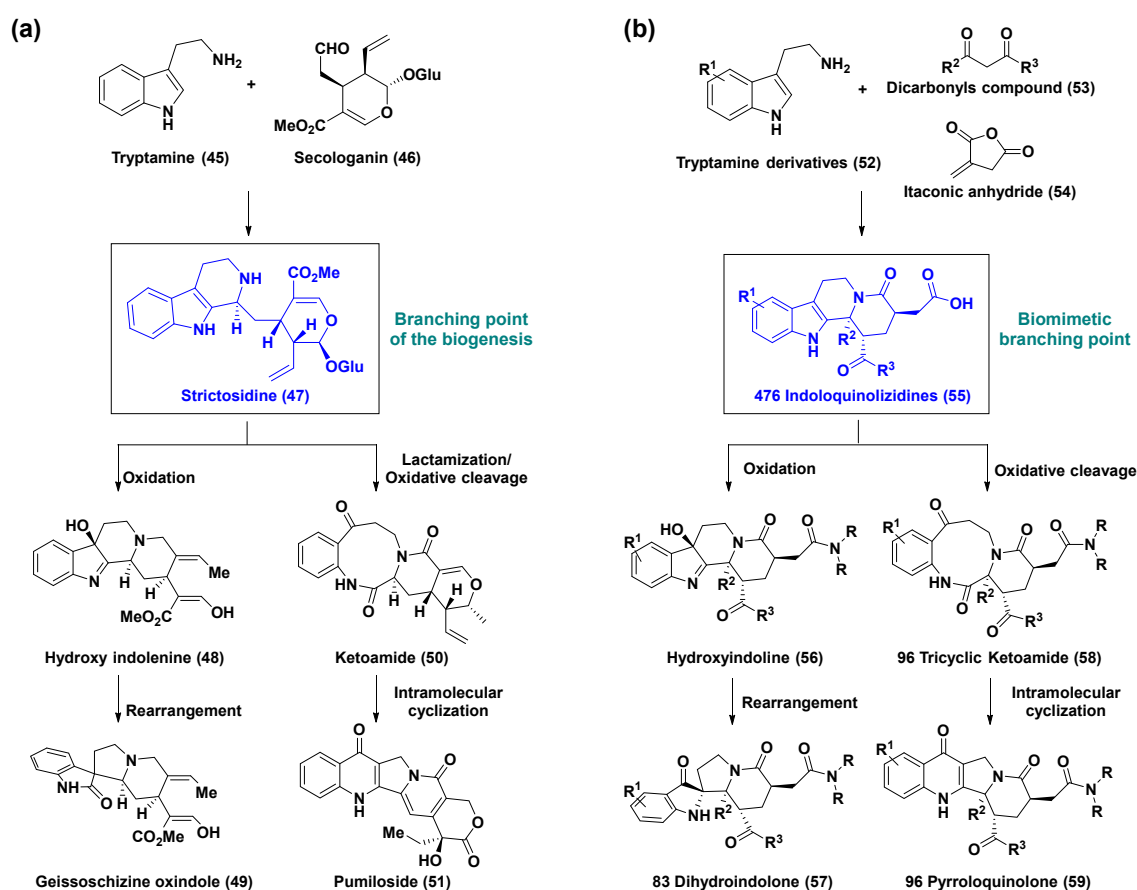 (a)
NH2
N
H
Tryptamine (45)
+
CHO
OGlu
O
MeO2C
Secologanin (46)
CO2Me
NH
O
NH
H
H
H
OGlu
Strictosidine (47)
Branching point
of the biogenesis
Oxidation
Lactamization/
Oxidative cleavage
HO
N
N
H
Me
MeO2C
OH
Hydroxy indolenine (48)
O
O
N
O
HN
O
H
H
H
Ketoamide (50)
Rearrangement
Intramolecular
cyclization
N
N
H
O
H
Me
CO2Me
OH
Geissoschizine oxindole (49)
O
O
N
N
H
O
Me
HO
O
Pumiloside (51)
(b)
R1
NH2
N
H
Tryptamine derivatives (52)
+
O
O
R2
R3
Dicarbonyls compound (53)
O
O
O
Itaconic anhydride (54)
O
O
R1
N
OH
N
H
R2
O
R3
476 Indoloquinolizidines (55)
Biomimetic
branching point
Oxidation
Oxidative cleavage
HO
O
O
R1
N
N
R
R
N
R2
O
R3
Hydroxyindoline (56)
O
R1
O
O
N
N
R
R
HN
O
R2
O
R3
96 Tricyclic Ketoamide (58)
Rearrangement
Intramolecular
cyclization
O
O
O
R1
N
N
R
R
NH
R2
O
R3
83 Dihydroindolone (57)
R1
O
O
O
N
N
R
R
N
H
R2
O
R3
96 Pyrroloquinolone (59)